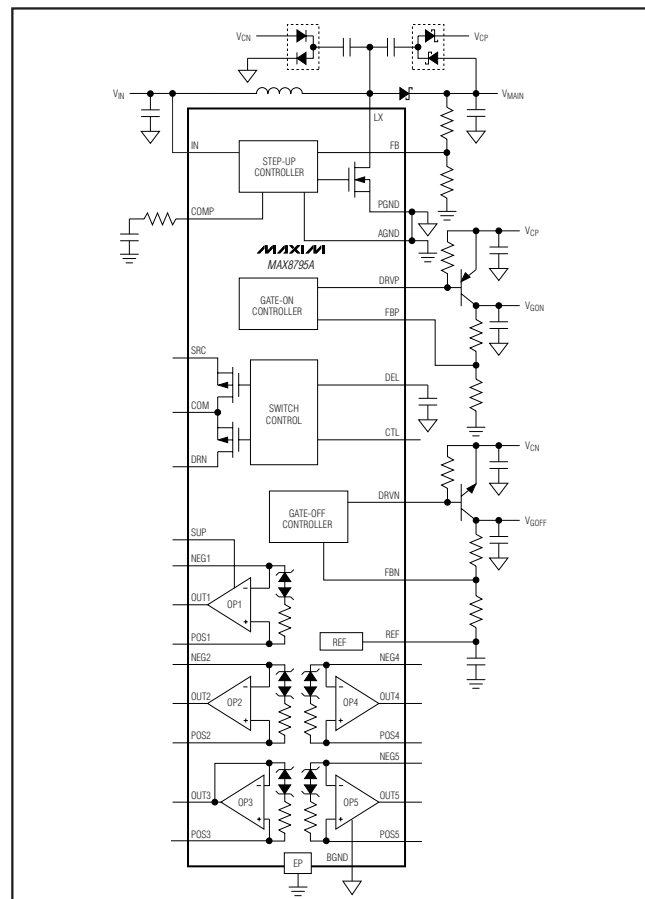 VCN
VCP
VIN
VMAIN
LX
IN
FB
STEP-UP
CONTROLLER
PGND
COMP
AGND
MAXIM
MAX8795A
VCP
DRVP
GATE-ON
CONTROLLER
VGON
FBP
SRC
DEL
SWITCH
CONTROL
COM
CTL
DRN
VCN
GATE-OFF
CONTROLLER
DRVN
VGOFF
SUP
NEG1
FBN
OUT1
OP1
POS1
REF
REF
NEG2
NEG4
OUT2
OP2
OP4
OUT4
POS2
POS4
NEG5
OUT3
OP3
OP5
OUT5
POS3
POS5
EP
BGND